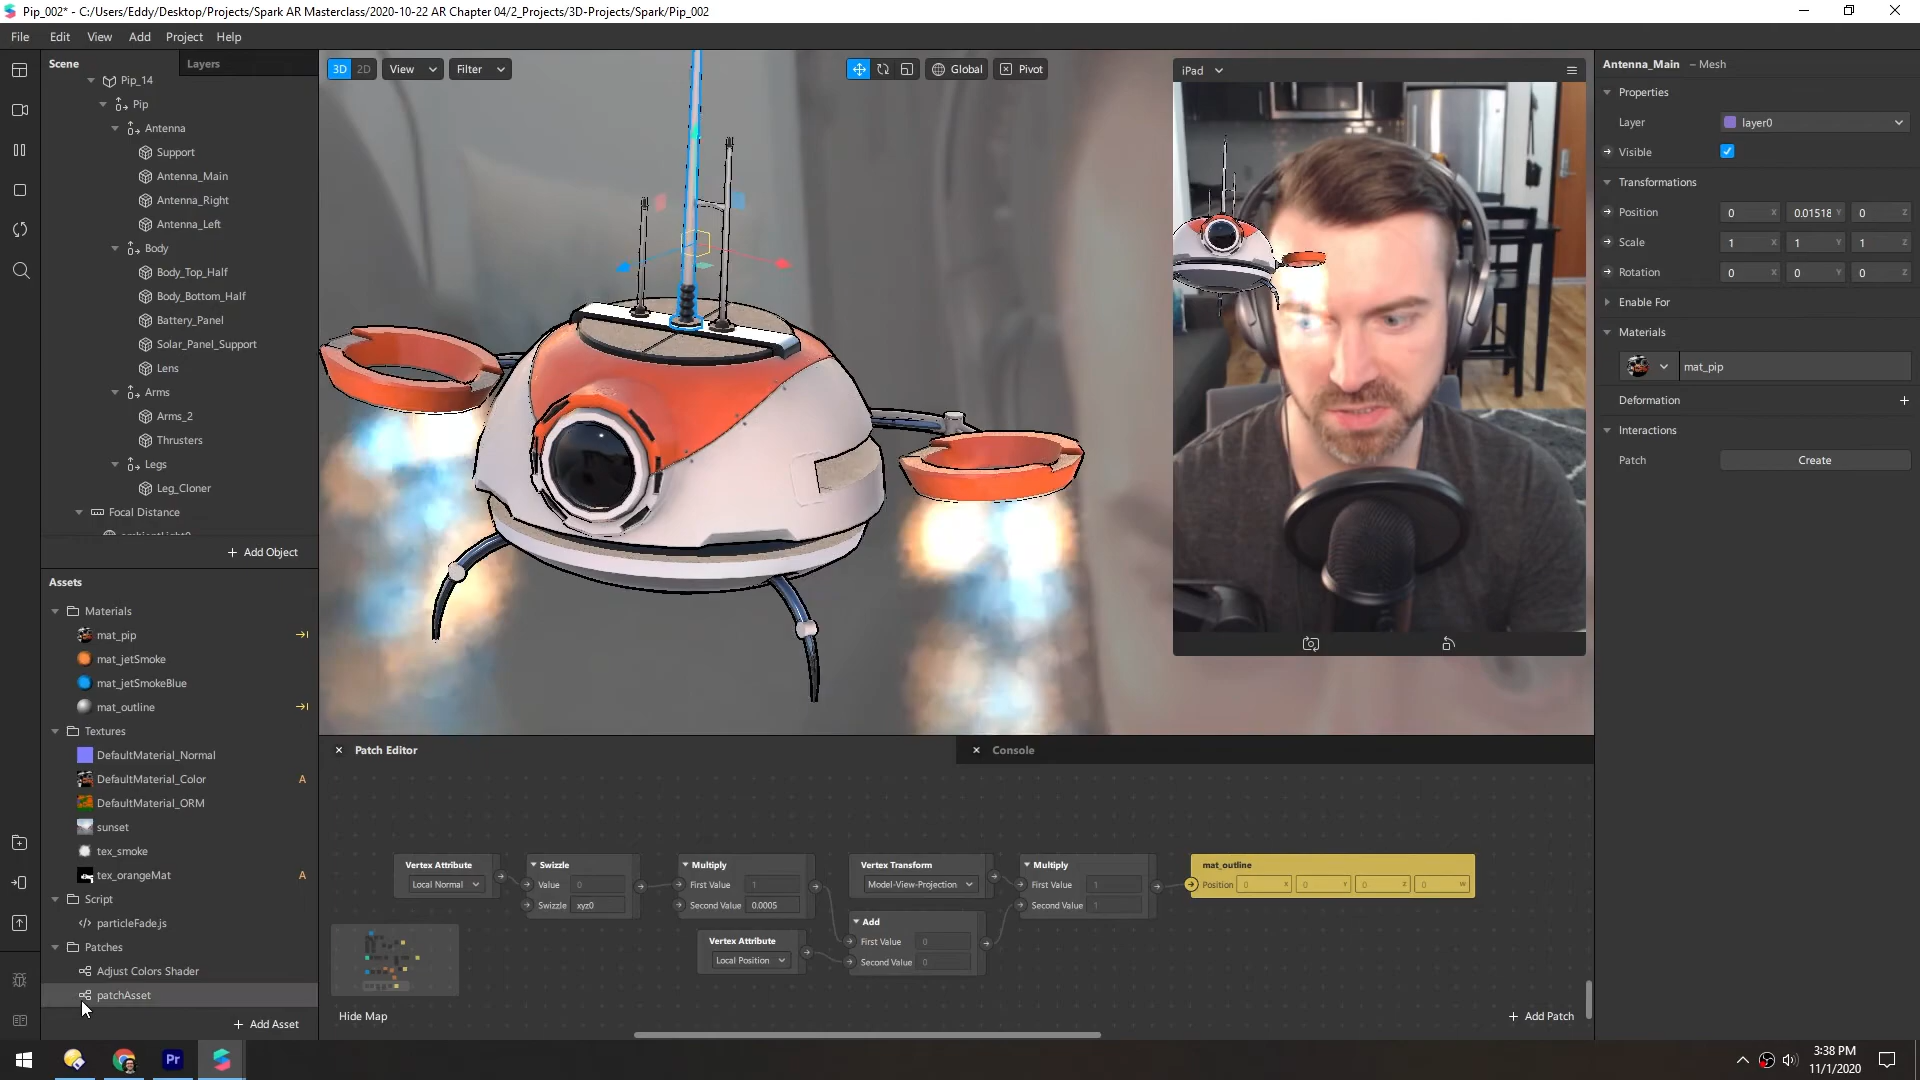 Pip_002* - C:/Users/Eddy/Desktop/Projects/Spark AR Masterclass/2020-10-22 AR Chapter 04/2_Projects/3D-Projects/Spark/Pip_002
File Edit View Add Project Help
Scene Layers
Pip_14
Pip
Antenna
Support
Antenna_Main
Antenna_Right
Antenna_Left
Body
Body_Top_Half
Body_Bottom_Half
Battery_Panel
Solar_Panel_Support
Lens
Arms
Arms_2
Thrusters
Legs
Leg_Cloner
Focal Distance
+ Add Object
Assets
Materials
mat_pip
mat_jetSmoke
mat_jetSmokeBlue
mat_outline
Textures
DefaultMaterial_Normal
DefaultMaterial_Color A
DefaultMaterial_ORM
sunset
tex_smoke
tex_orangeMat A
Script
particleFade.js
Patches
Adjust Colors Shader
patchAsset
+ Add Asset
3D 2D View Filter Global Pivot
iPad
Patch Editor
Console
Vertex Attribute
Local Normal
Swizzle
Value 0
Swizzle xyz0
Multiply
First Value 1
Second Value 0.0005
Vertex Attribute
Local Position
Vertex Transform
Model-View-Projection
Add
First Value 0
Second Value 0
Multiply
First Value 1
Second Value 1
mat_outline
Position 0 X 0 Y 0 Z 0 W
Hide Map
+ Add Patch
Antenna_Main – Mesh
Properties
Layer layer0
Visible
Transformations
Position 0 X 0.01518 Y 0 Z
Scale 1 X 1 Y 1 Z
Rotation 0 X 0 Y 0 Z
Enable For
Materials
mat_pip
Deformation +
Interactions
Patch Create
Pr
3:38 PM
11/1/2020